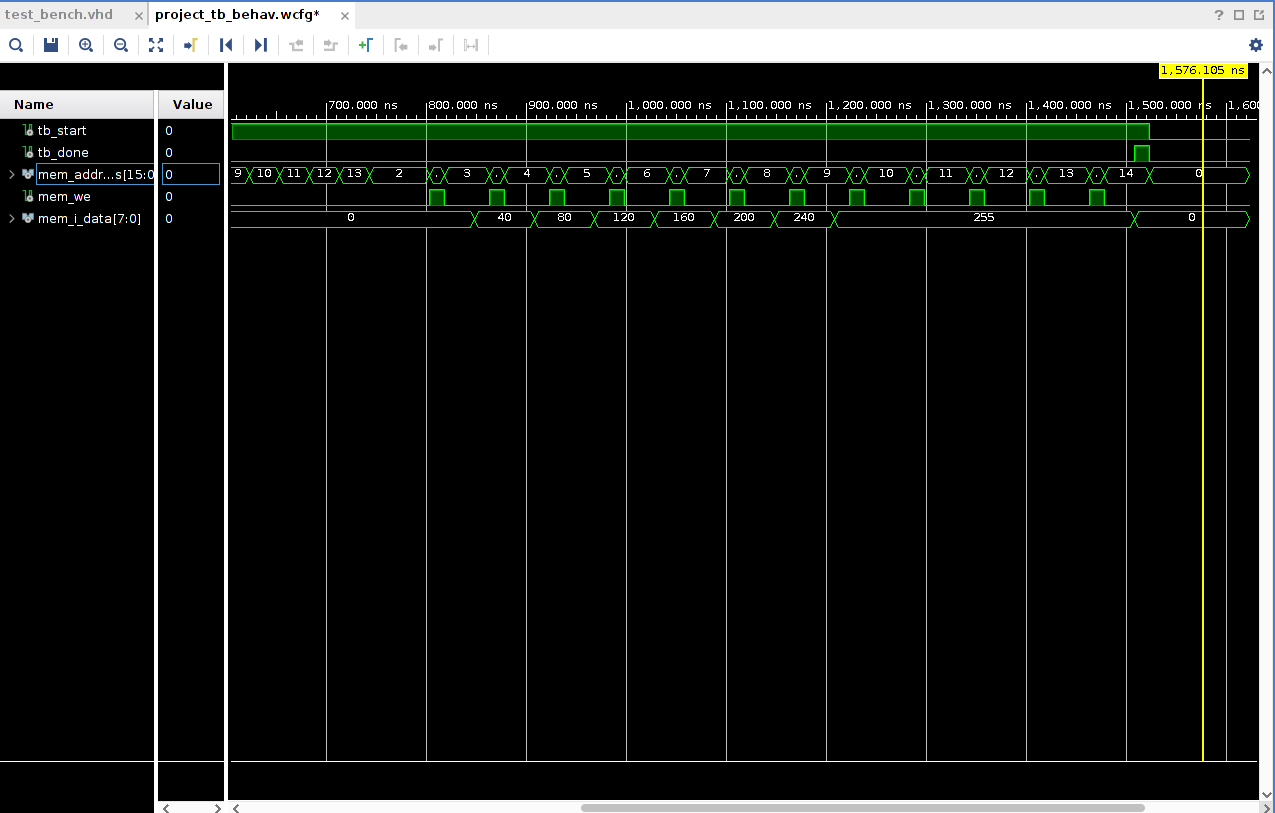 test_bench.vhd × project_tb_behav.wcfg* ×
?
1,576.105 ns
Name Value
700.000 ns 800.000 ns 900.000 ns 1,000.000 ns 1,100.000 ns 1,200.000 ns 1,300.000 ns 1,400.000 ns 1,500.000 ns 1,600
tb_start 0
tb_done 0
mem_addr...s[15:0 0 9 10 11 12 13 2 . 3 . 4 . 5 . 6 . 7 . 8 . 9 . 10 . 11 . 12 . 13 . 14 0
mem_we 0
mem_i_data[7:0] 0 0 40 80 120 160 200 240 255 0